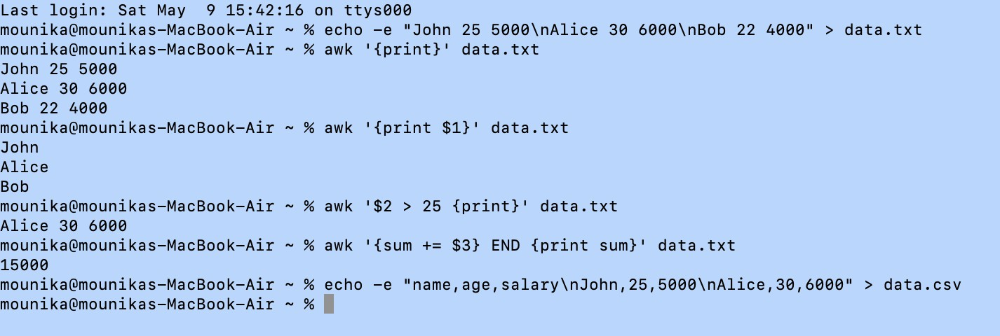 Last login: Sat May  9 15:42:16 on ttys000
mounika@mounikas-MacBook-Air ~ % echo -e "John 25 5000\nAlice 30 6000\nBob 22 4000" > data.txt
mounika@mounikas-MacBook-Air ~ % awk '{print}' data.txt
John 25 5000
Alice 30 6000
Bob 22 4000
mounika@mounikas-MacBook-Air ~ % awk '{print $1}' data.txt
John
Alice
Bob
mounika@mounikas-MacBook-Air ~ % awk '$2 > 25 {print}' data.txt
Alice 30 6000
mounika@mounikas-MacBook-Air ~ % awk '{sum += $3} END {print sum}' data.txt
15000
mounika@mounikas-MacBook-Air ~ % echo -e "name,age,salary\nJohn,25,5000\nAlice,30,6000" > data.csv
mounika@mounikas-MacBook-Air ~ %